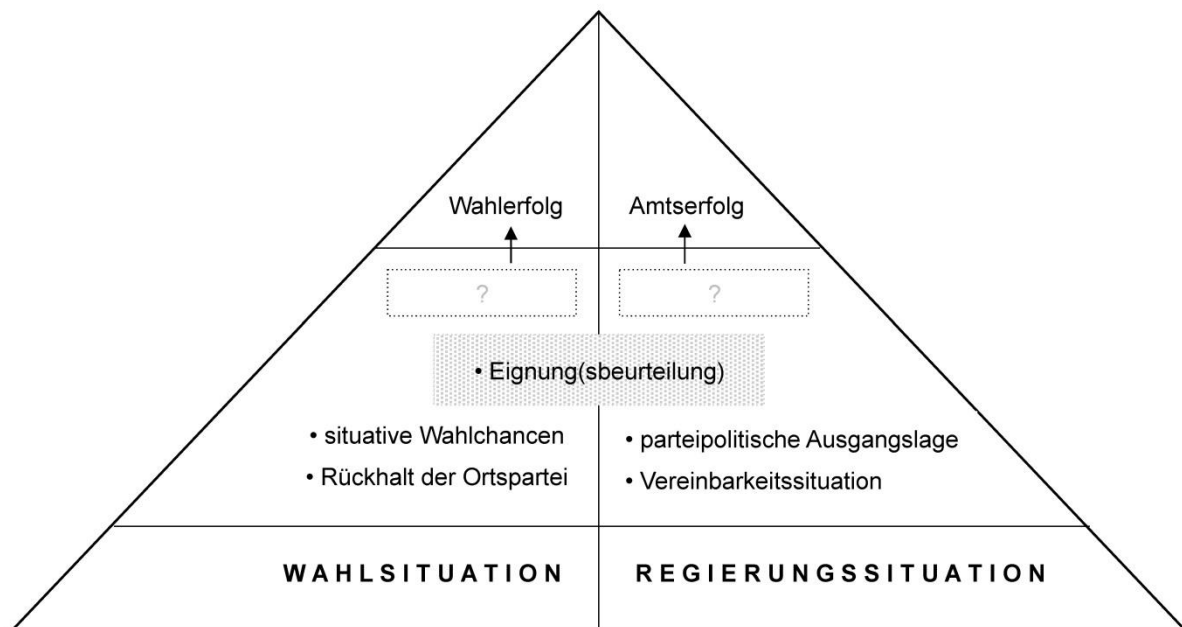 Wahlerfolg Amtserfolg
? ?
• Eignung(sbeurteilung)
• situative Wahlchancen • parteipolitische Ausgangslage
• Rückhalt der Ortspartei • Vereinbarkeitssituation
WAHLSITUATION REGIERUNGSSITUATION